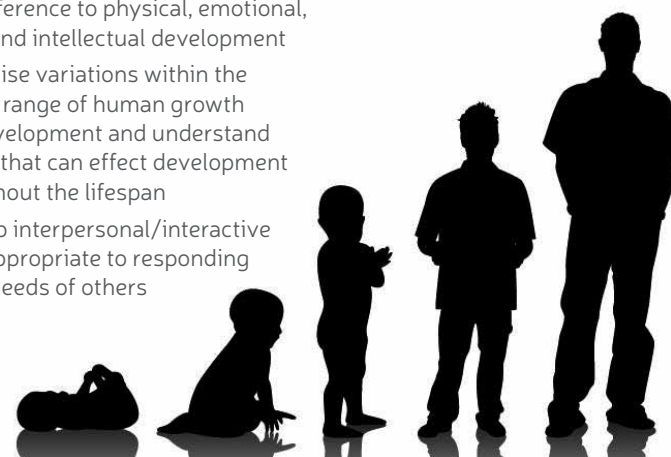 ference to physical, emotional,
nd intellectual development
ise variations within the
range of human growth
velopment and understand
that can effect development
hout the lifespan
o interpersonal/interactive
ppropriate to responding
eeds of others